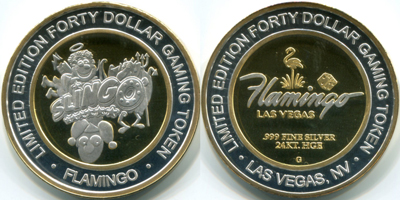 LIMITED EDITION FORTY DOLLAR GAMING TOKEN
SLINGO
• FLAMINGO •
LIMITED EDITION FORTY DOLLAR GAMING TOKEN
Flamingo
LAS VEGAS
.999 FINE SILVER
24KT. HGE
G
• LAS VEGAS, NV •